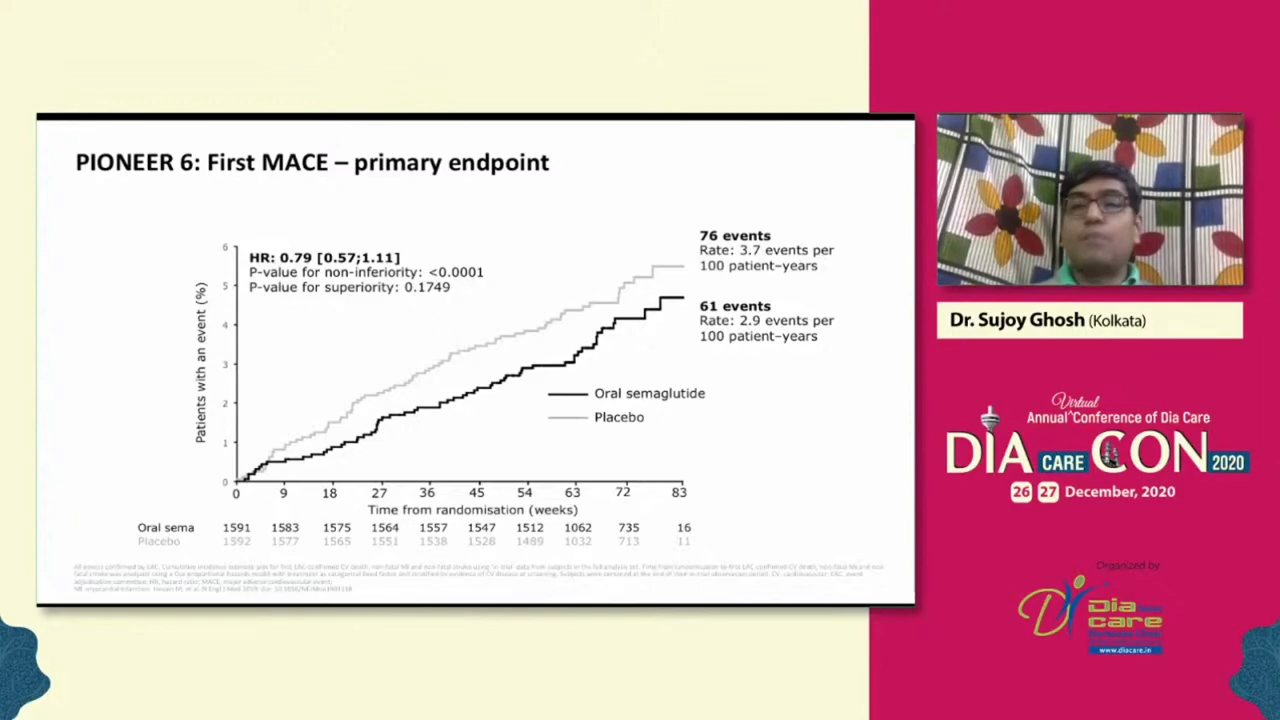 PIONEER 6: First MACE – primary endpoint
HR: 0.79 [0.57;1.11]
P-value for non-inferiority: <0.0001
P-value for superiority: 0.1749
76 events
Rate: 3.7 events per
100 patient–years
61 events
Rate: 2.9 events per
100 patient–years
Oral semaglutide
Placebo
Patients with an event (%)
6
5
4
3
2
1
0
0 9 18 27 36 45 54 63 72 83
Time from randomisation (weeks)
Oral sema 1591 1583 1575 1564 1557 1547 1512 1062 735 16
Placebo 1592 1577 1565 1551 1538 1528 1489 1032 713 11
Dr. Sujoy Ghosh (Kolkata)
Virtual
Annual ^ Conference of Dia Care
DIA CARE CON 2020
26 27 December, 2020
Organized by
Dia
care
www.diacare.in